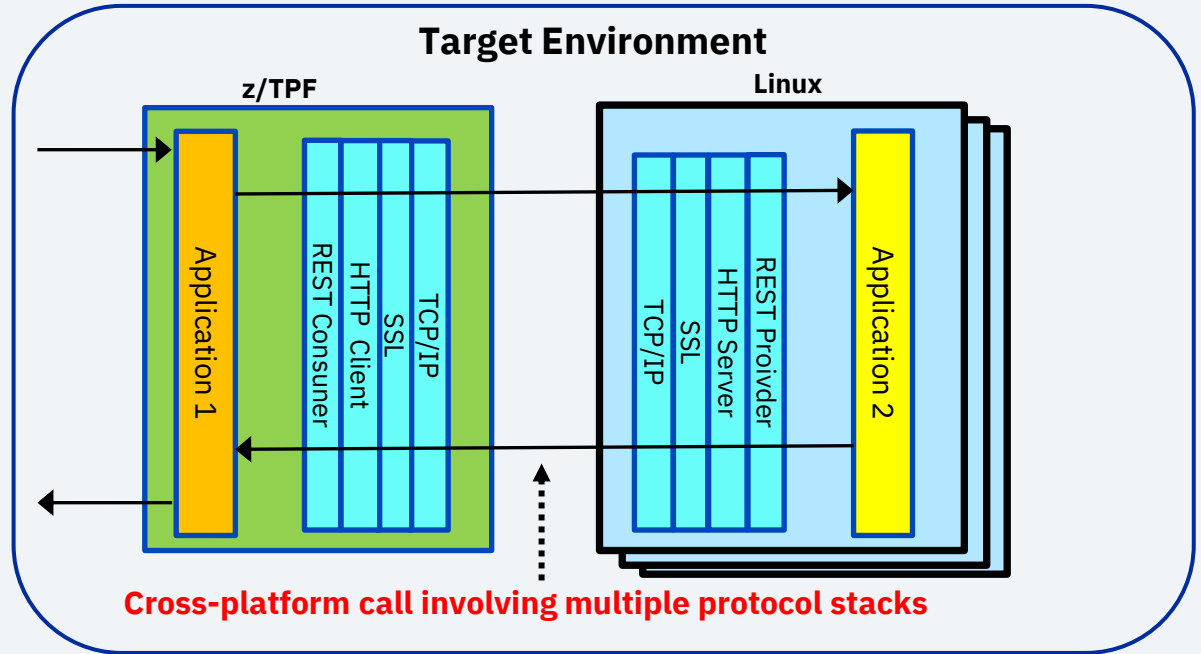 Target Environment
z/TPF
Linux
Application 1
REST Consuner
HTTP Client
SSL
TCP/IP
TCP/IP
SSL
HTTP Server
REST Proivder
Application 2
Cross-platform call involving multiple protocol stacks